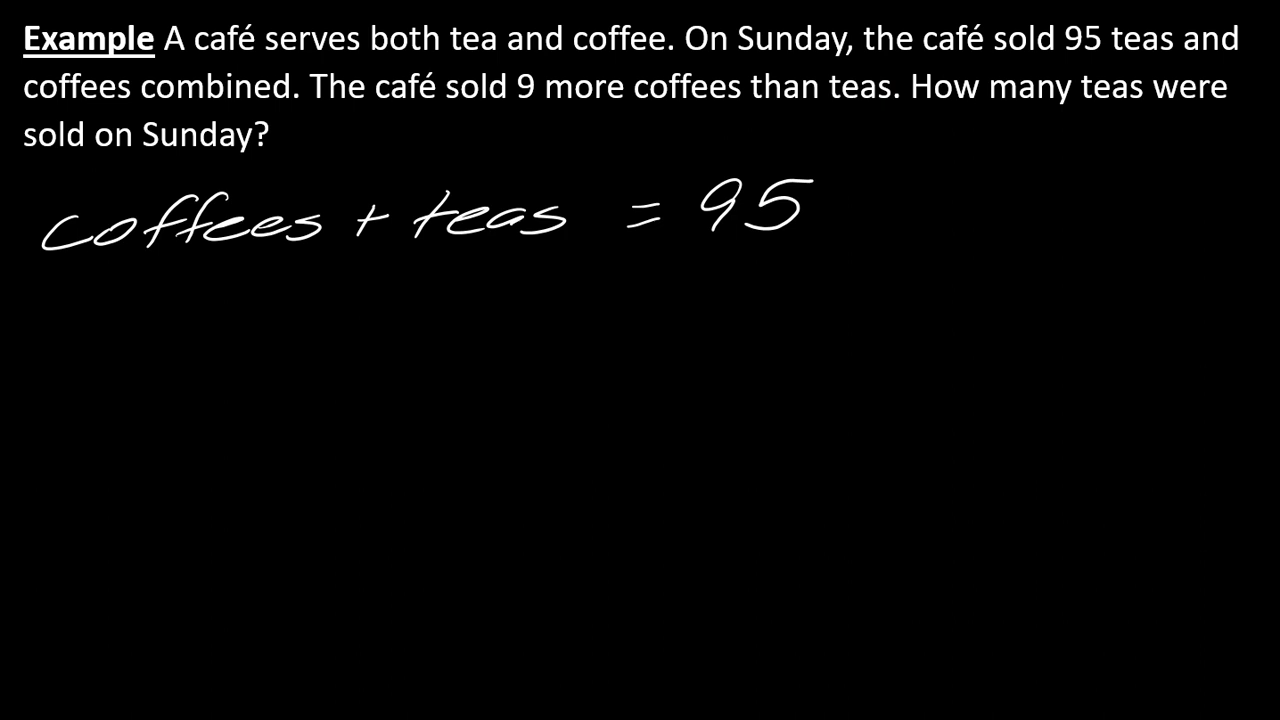 Example A café serves both tea and coffee. On Sunday, the café sold 95 teas and
coffees combined. The café sold 9 more coffees than teas. How many teas were
sold on Sunday?
coffees + teas = 95